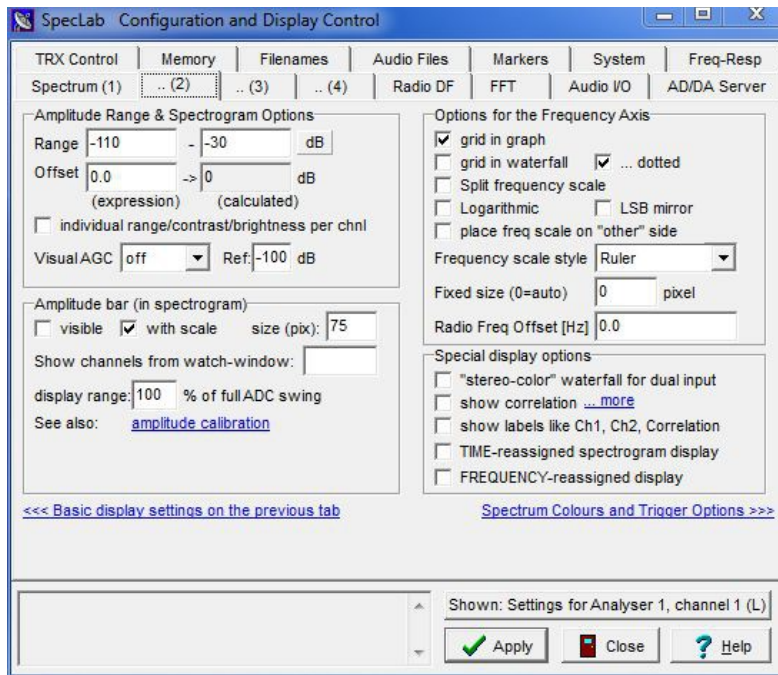 SpecLab Configuration and Display Control
TRX Control Memory Filenames Audio Files Markers System Freq-Resp
Spectrum (1) .. (2) .. (3) .. (4) Radio DF FFT Audio I/O AD/DA Server
Amplitude Range & Spectrogram Options
Range -110 - -30 dB
Offset 0.0 -> 0 dB
(expression) (calculated)
individual range/contrast/brightness per chnl
Visual AGC off Ref: -100 dB
Amplitude bar (in spectrogram)
visible with scale size (pix): 75
Show channels from watch-window:
display range: 100 % of full ADC swing
See also: amplitude calibration
<<< Basic display settings on the previous tab
Options for the Frequency Axis
grid in graph
grid in waterfall ... dotted
Split frequency scale
Logarithmic LSB mirror
place freq scale on "other" side
Frequency scale style Ruler
Fixed size (0=auto) 0 pixel
Radio Freq Offset [Hz] 0.0
Special display options
"stereo-color" waterfall for dual input
show correlation ... more
show labels like Ch1, Ch2, Correlation
TIME-reassigned spectrogram display
FREQUENCY-reassigned display
Spectrum Colours and Trigger Options >>>
Shown: Settings for Analyser 1, channel 1 (L)
Apply Close Help